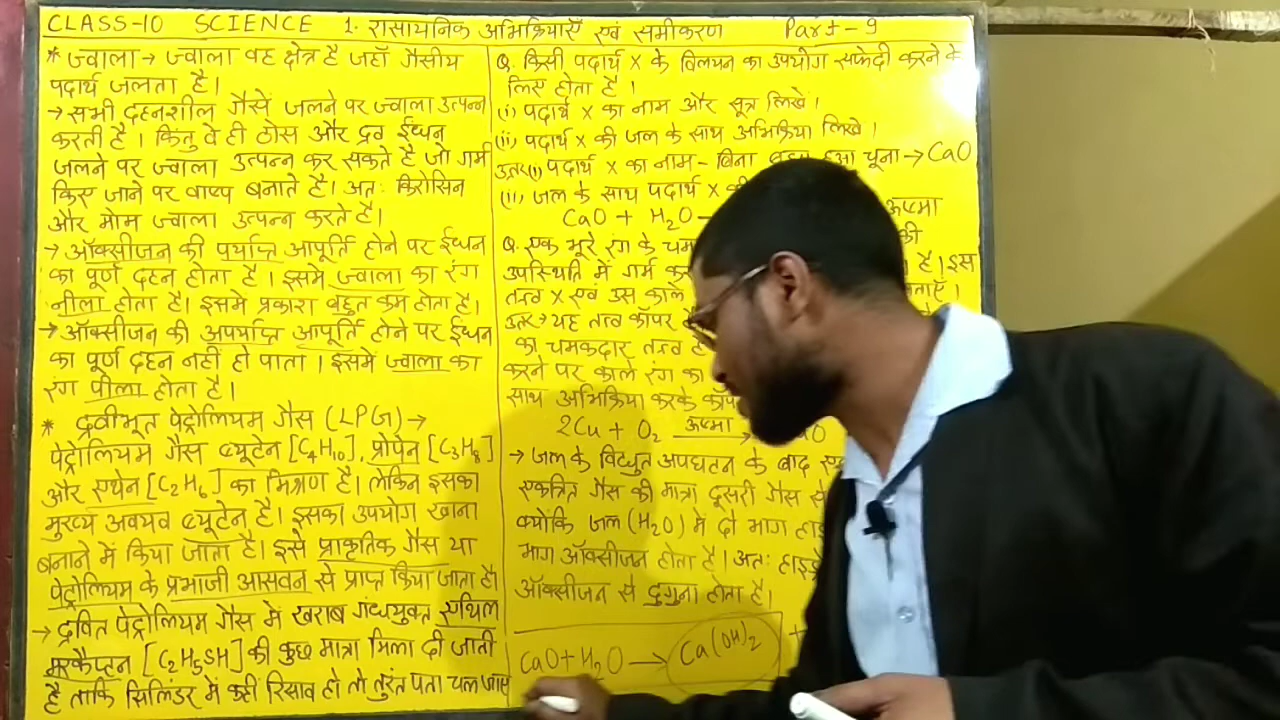 CLASS-10 SCIENCE 1. रासायनिक अभिक्रियाएँ एवं समीकरण Part-9
* ज्वाला → ज्वाला वह क्षेत्र है जहाँ गैसीय
पदार्थ जलता है।
→ सभी दहनशील गैसें जलने पर ज्वाला उत्पन्न
करती है। किंतु वे ही ठोस और द्रव ईंधन
जलने पर ज्वाला उत्पन्न कर सकते है जो गर्म
किए जाने पर वाष्प बनाते है। अतः किरोसिन
और मोम ज्वाला उत्पन्न करते है।
→ ऑक्सीजन की पर्याप्त आपूर्ति होने पर ईंधन
का पूर्ण दहन होता है। इसमे ज्वाला का रंग
नीला होता है। इसमे प्रकाश बहुत कम होता है।
→ ऑक्सीजन की अपर्याप्त आपूर्ति होने पर ईंधन
का पूर्ण दहन नहीं हो पाता। इसमें ज्वाला का
रंग पीला होता है।
* द्रवीभूत पेट्रोलियम गैस (LPG) →
पेट्रोलियम गैस ब्यूटेन [C₄H₁₀], प्रोपेन [C₃H₈]
और एथेन [C₂H₆] का मिश्रण है। लेकिन इसका
मुख्य अवयव ब्यूटेन है। इसका उपयोग खाना
बनाने में किया जाता है। इसे प्राकृतिक गैस या
पेट्रोलियम के प्रभाजी आसवन से प्राप्त किया जाता है।
→ द्रवित पेट्रोलियम गैस में खराब गंधयुक्त एथिल
मरकैप्टन [C₂H₅SH] की कुछ मात्रा मिला दी जाती
है ताकि सिलिंडर में कहीं रिसाव हो तो तुरंत पता चल जाए
Q. किसी पदार्थ X के विलयन का उपयोग सफेदी करने के
लिए होता है।
(i) पदार्थ X का नाम और सूत्र लिखें।
(ii) पदार्थ X की जल के साथ अभिक्रिया लिखें।
उत्तर(i) पदार्थ X का नाम - बिना हुआ चूना → CaO
(ii) जल के साथ पदार्थ X की
CaO + H₂O ऊष्मा
Q. एक भूरे रंग के की
उपस्थिति में गर्म है। इस
तत्व X एवं उस काले बताएँ।
उत्तर → यह तत्व कॉपर
का चमकदार तत्व है
करने पर काले रंग का
साथ अभिक्रिया करके
2Cu + O₂ ऊष्मा →
→ जल के विद्युत अपघटन के बाद
एकत्रित गैस की मात्रा दूसरी गैस से
क्योंकि जल (H₂O) में दो भाग
भाग ऑक्सीजन होता है। अतः
ऑक्सीजन से दुगुना होता है।
CaO + H₂O → Ca(OH)₂ +